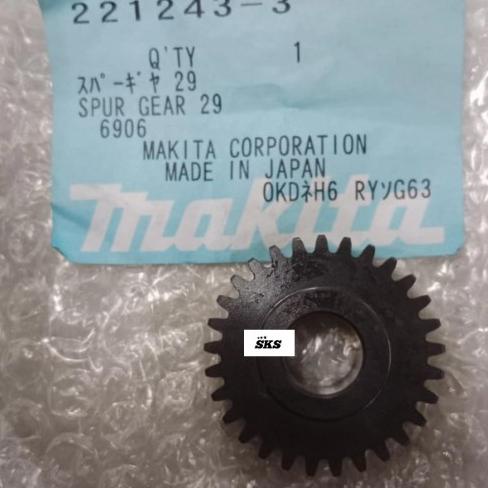 221243-3
Q'TY 1
ｽﾊﾟｰｷﾞﾔ 29
SPUR GEAR 29
6906
MAKITA CORPORATION
MADE IN JAPAN
OKDﾈH6 RYｿG63
makita
SKS